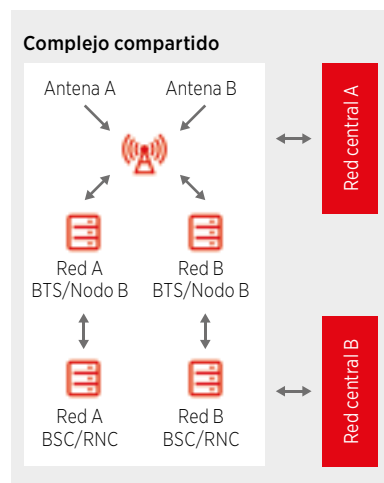 Complejo compartido
Antena A
Antena B
Red central A
Red A
BTS/Nodo B
Red B
BTS/Nodo B
Red A
BSC/RNC
Red B
BSC/RNC
Red central B